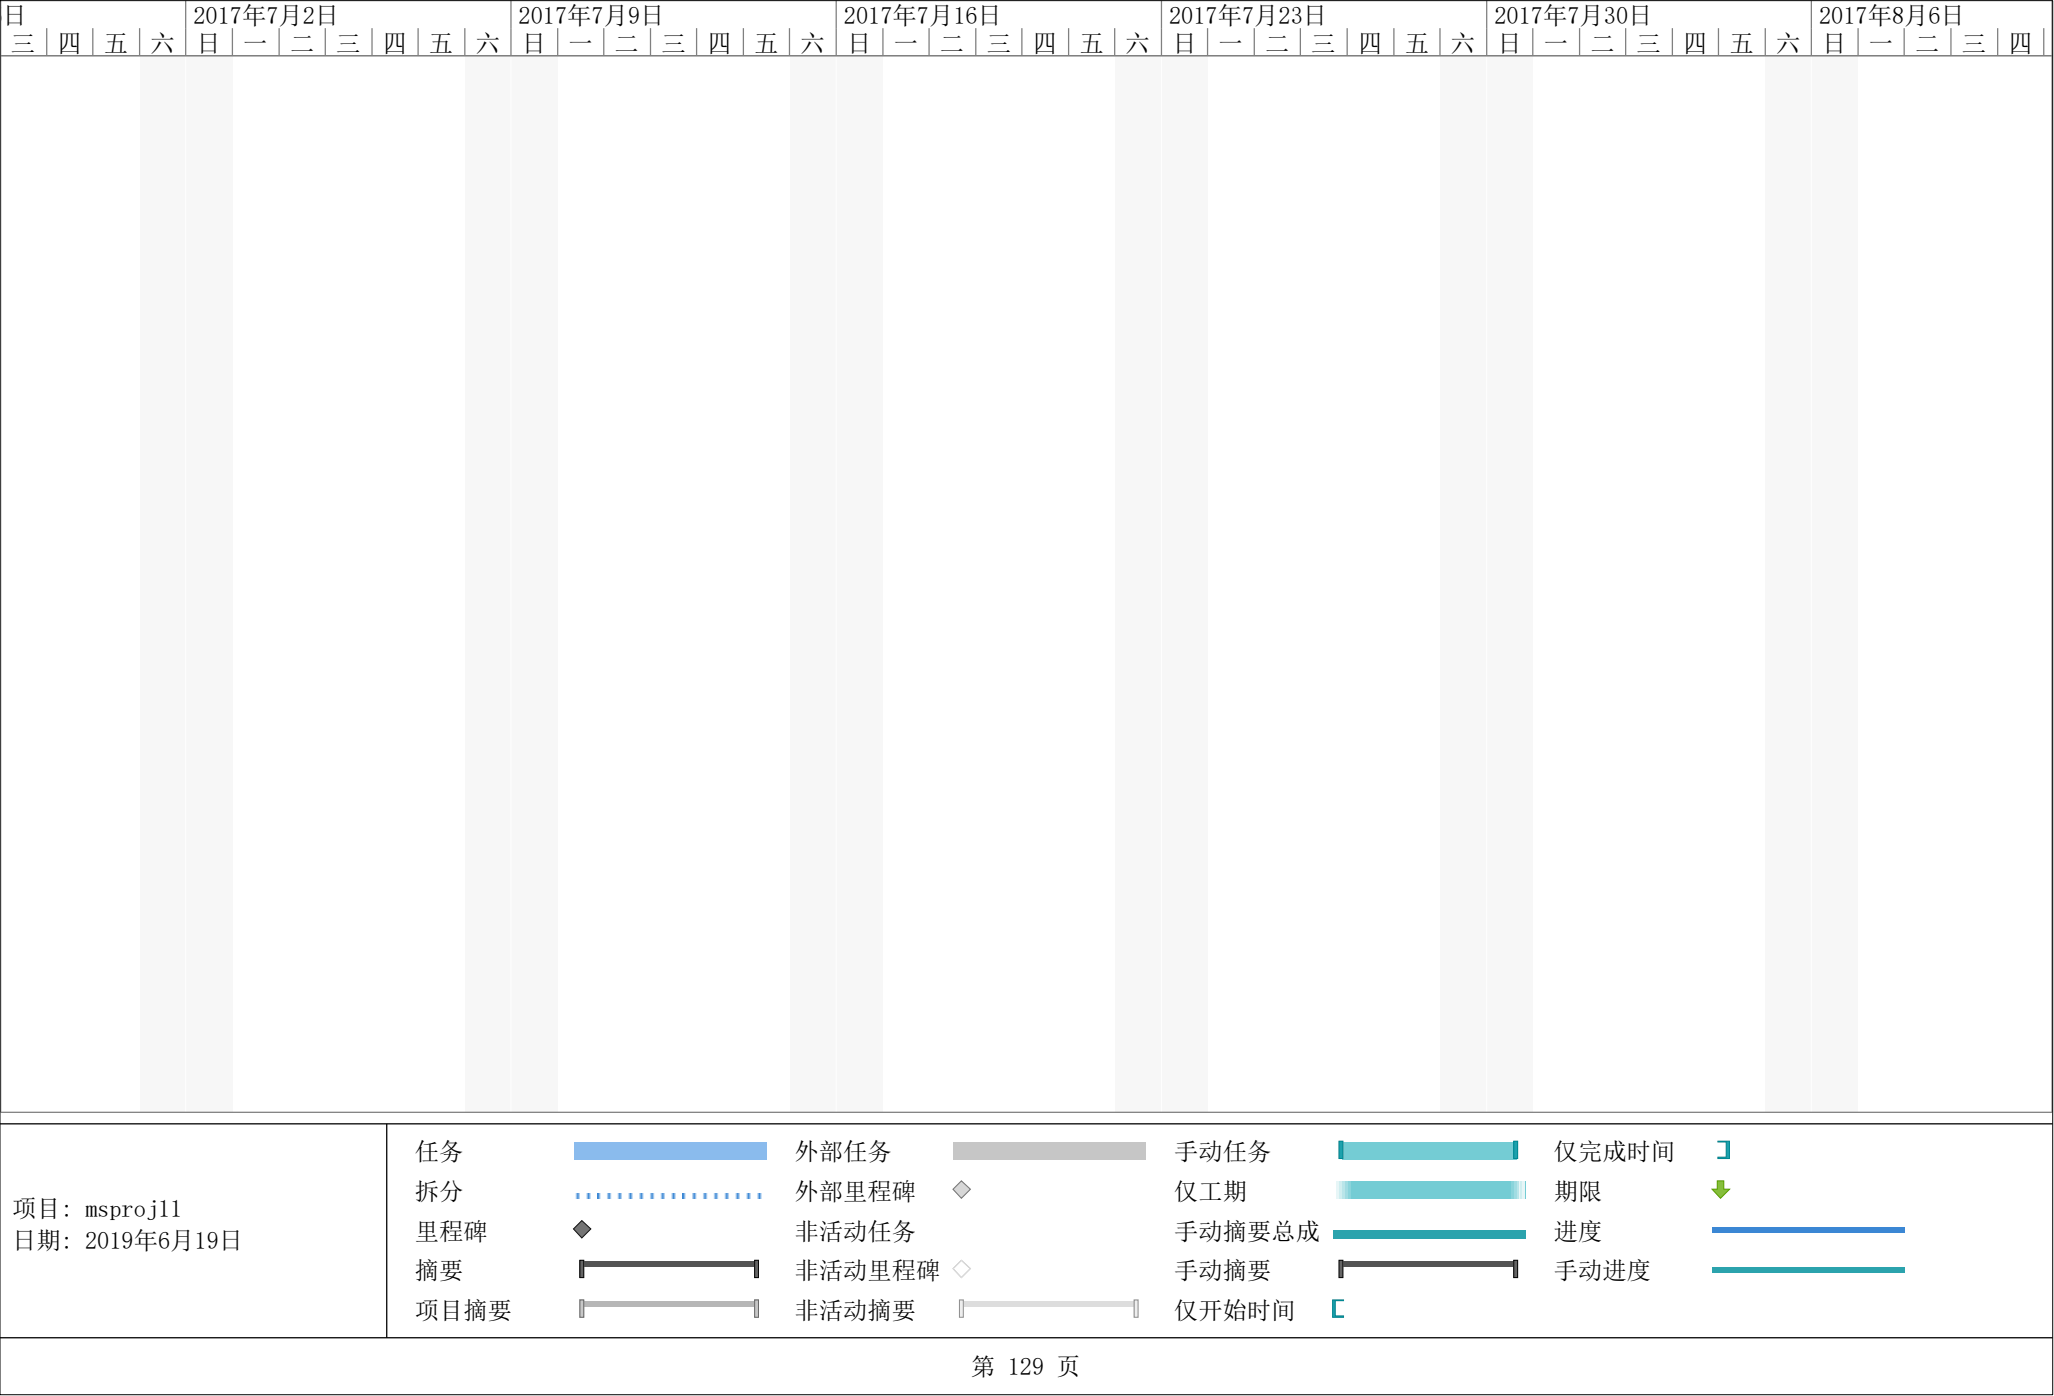 日 2017年7月2日 2017年7月9日 2017年7月16日 2017年7月23日 2017年7月30日 2017年8月6日
三 四 五 六 日 一 二 三 四 五 六 日 一 二 三 四 五 六 日 一 二 三 四 五 六 日 一 二 三 四 五 六 日 一 二 三 四 五 六 日 一 二 三 四
任务 外部任务 手动任务 仅完成时间
拆分 外部里程碑 仅工期 期限
里程碑 非活动任务 手动摘要总成 进度
摘要 非活动里程碑 手动摘要 手动进度
项目摘要 非活动摘要 仅开始时间
项目: msproj11
日期: 2019年6月19日
第 129 页